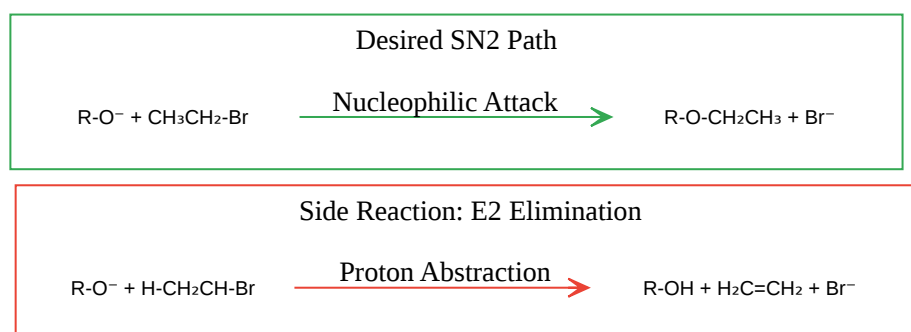 Desired SN2 Path
Nucleophilic Attack
R-O⁻ + CH₃CH₂-Br
R-O-CH₂CH₃ + Br⁻
Side Reaction: E2 Elimination
Proton Abstraction
R-O⁻ + H-CH₂CH-Br
R-OH + H₂C=CH₂ + Br⁻